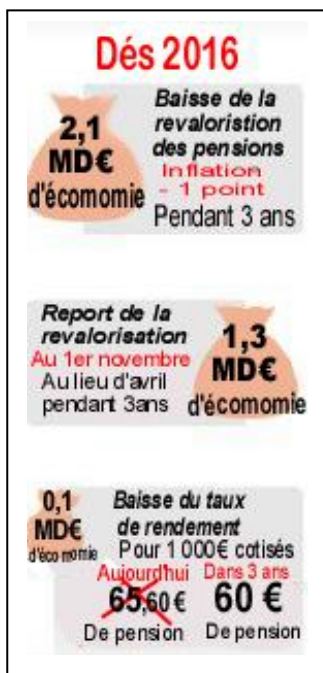 Dés 2016
2,1
MD€
d'écomomie
Baisse de la
revaloristion
des pensions
Inflation
- 1 point
Pendant 3 ans
Report de la
revalorisation
Au 1er novembre
Au lieu d'avril
pendant 3ans
1,3
MD€
d'écomomie
0,1
MD€
d'éco mo mie
Baisse du taux
de rendement
Pour 1 000€ cotisés
Aujourd'hui Dans 3 ans
65,60 € 60 €
De pension De pension